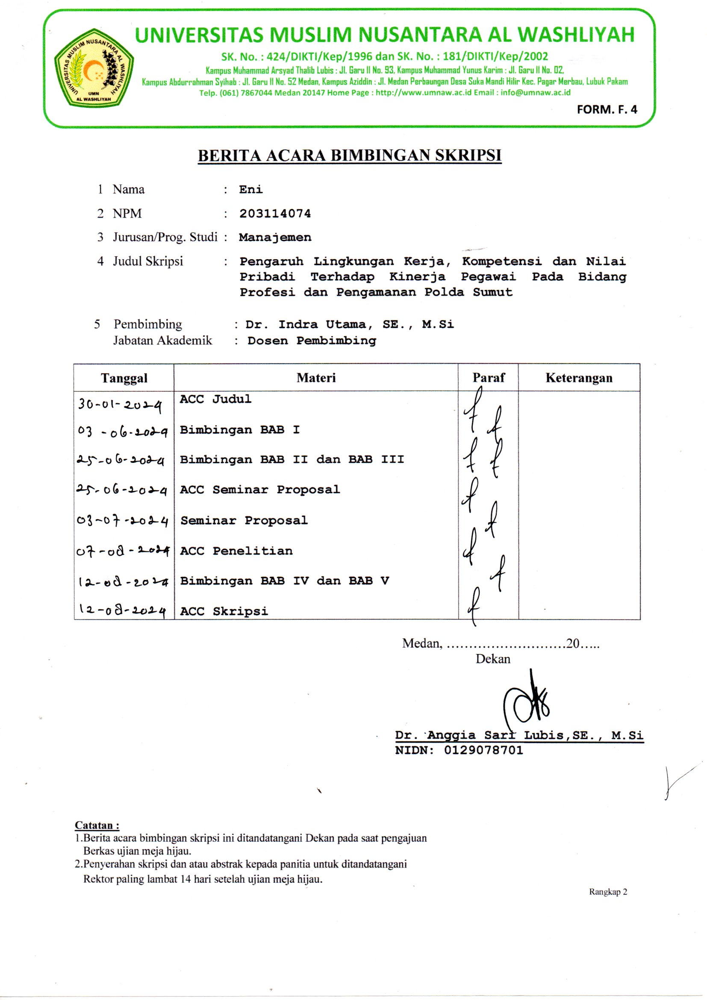 UNIVERSITAS MUSLIM NUSANTARA AL WASHLIYAH
SK. No. : 424/DIKTI/Kep/1996 dan SK. No. : 181/DIKTI/Kep/2002
Kampus Muhammad Arsyad Thalib Lubis : Jl. Garu II No. 93, Kampus Muhammad Yunus Karim : Jl. Garu II No. 02,
Kampus Abdurrahman Syihab : Jl. Garu II No. 52 Medan, Kampus Aziddin : Jl. Medan Perbaungan Desa Suka Mandi Hilir Kec. Pagar Merbau, Lubuk Pakam
Telp. (061) 7867044 Medan 20147 Home Page : http://www.umnaw.ac.id Email : info@umnaw.ac.id
UNIVERSITAS MUSLIM NUSANTARA AL WASHLIYAH
UMN
AL WASHLIYAH
FORM. F. 4
BERITA ACARA BIMBINGAN SKRIPSI
1 Nama : Eni
2 NPM : 203114074
3 Jurusan/Prog. Studi : Manajemen
4 Judul Skripsi : Pengaruh Lingkungan Kerja, Kompetensi dan Nilai
Pribadi Terhadap Kinerja Pegawai Pada Bidang
Profesi dan Pengamanan Polda Sumut
5 Pembimbing : Dr. Indra Utama, SE., M.Si
Jabatan Akademik : Dosen Pembimbing
Tanggal Materi Paraf Keterangan
30-01-2024 ACC Judul
03-06-2024 Bimbingan BAB I
25-06-2024 Bimbingan BAB II dan BAB III
25-06-2024 ACC Seminar Proposal
03-07-2024 Seminar Proposal
07-08-2024 ACC Penelitian
12-08-2024 Bimbingan BAB IV dan BAB V
12-08-2024 ACC Skripsi
Medan, ...........................20.....
Dekan
Dr. Anggia Sari Lubis,SE., M.Si
NIDN: 0129078701
Catatan :
1.Berita acara bimbingan skripsi ini ditandatangani Dekan pada saat pengajuan
Berkas ujian meja hijau.
2.Penyerahan skripsi dan atau abstrak kepada panitia untuk ditandatangani
Rektor paling lambat 14 hari setelah ujian meja hijau.
Rangkap 2